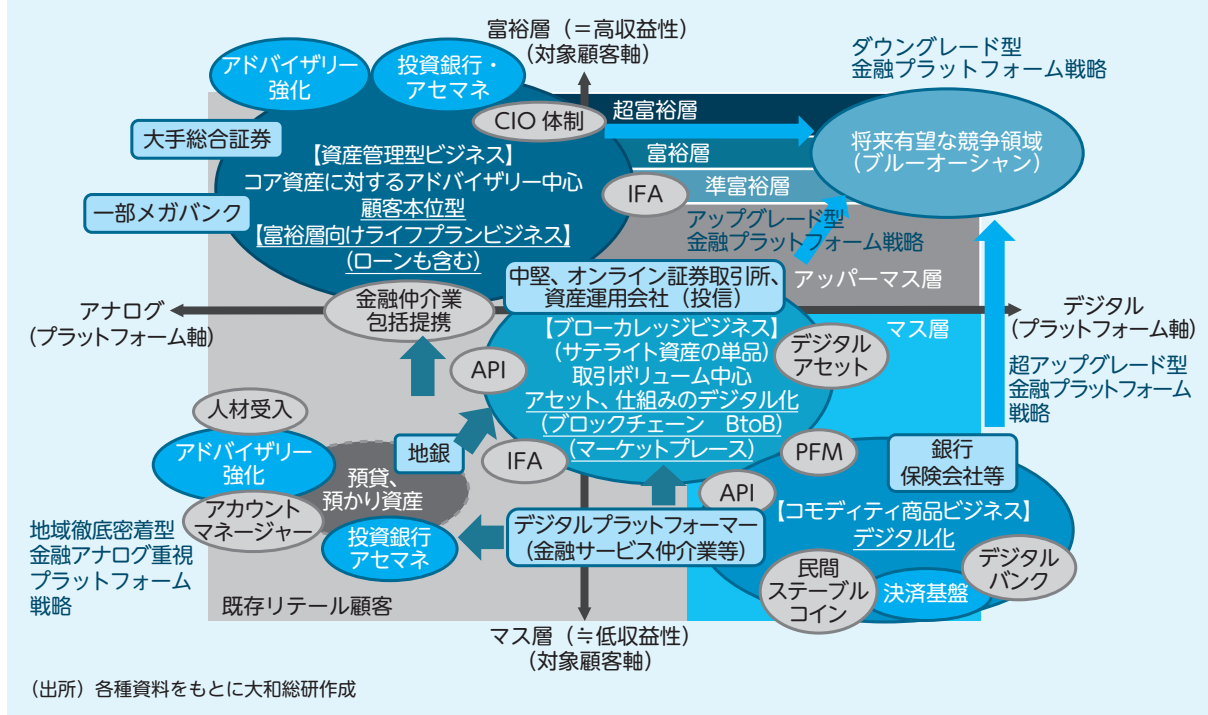 富裕層（＝高収益性）
（対象顧客軸）
ダウングレード型
金融プラットフォーム戦略
アドバイザリー
強化
投資銀行・
アセマネ
CIO 体制
超富裕層
大手総合証券
将来有望な競争領域
（ブルーオーシャン）
【資産管理型ビジネス】
コア資産に対するアドバイザリー中心
顧客本位型
【富裕層向けライフプランビジネス】
（ローンも含む）
富裕層
一部メガバンク
IFA
準富裕層
アップグレード型
金融プラットフォーム戦略
中堅、オンライン証券取引所、
資産運用会社（投信）
アッパーマス層
アナログ
（プラットフォーム軸）
金融仲介業
包括提携
デジタル
（プラットフォーム軸）
【ブローカレッジビジネス】
（サテライト資産の単品）
取引ボリューム中心
アセット、仕組みのデジタル化
（ブロックチェーン　BtoB）
（マーケットプレース）
マス層
デジタル
アセット
API
超アップグレード型
金融プラットフォーム
戦略
人材受入
アドバイザリー
強化
地銀
IFA
PFM
銀行
保険会社等
預貸、
預かり資産
アカウント
マネージャー
API
【コモディティ商品ビジネス】
デジタル化
地域徹底密着型
金融アナログ重視
プラットフォーム
戦略
投資銀行
アセマネ
デジタルプラットフォーマー
（金融サービス仲介業等）
民間
ステーブル
コイン
決済基盤
デジタル
バンク
既存リテール顧客
マス層（≒低収益性）
（対象顧客軸）
（出所）各種資料をもとに大和総研作成